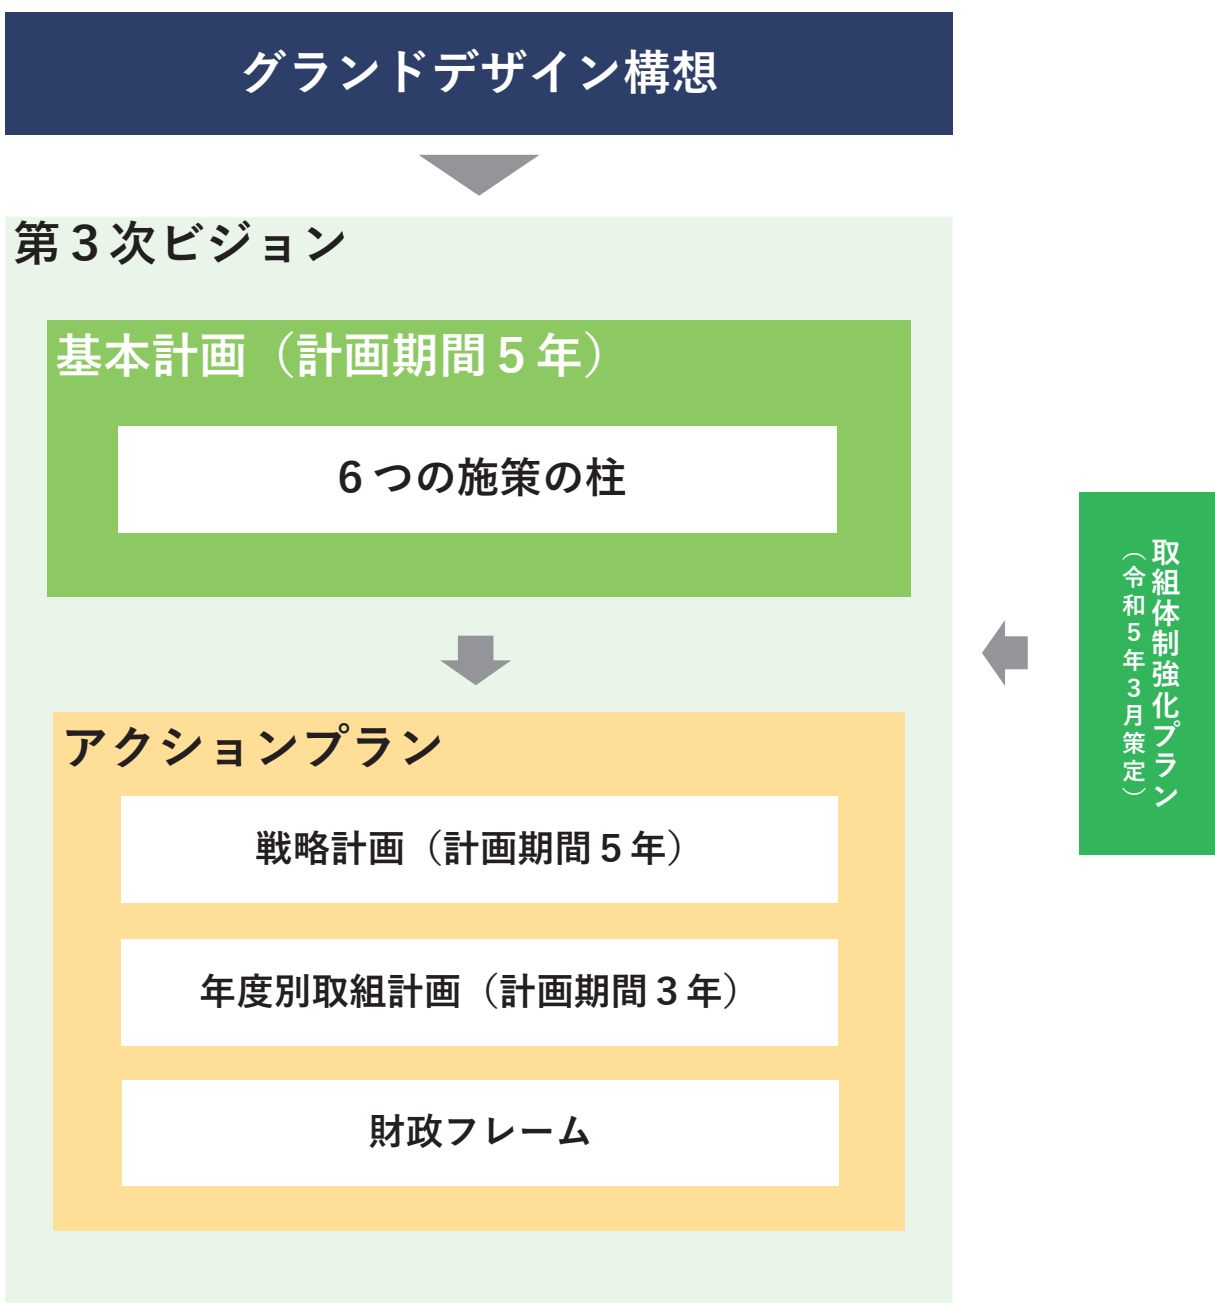 グランドデザイン構想
第3次ビジョン
基本計画（計画期間5年）
6つの施策の柱
アクションプラン
戦略計画（計画期間5年）
年度別取組計画（計画期間3年）
財政フレーム
取組体制強化プラン
（令和5年3月策定）